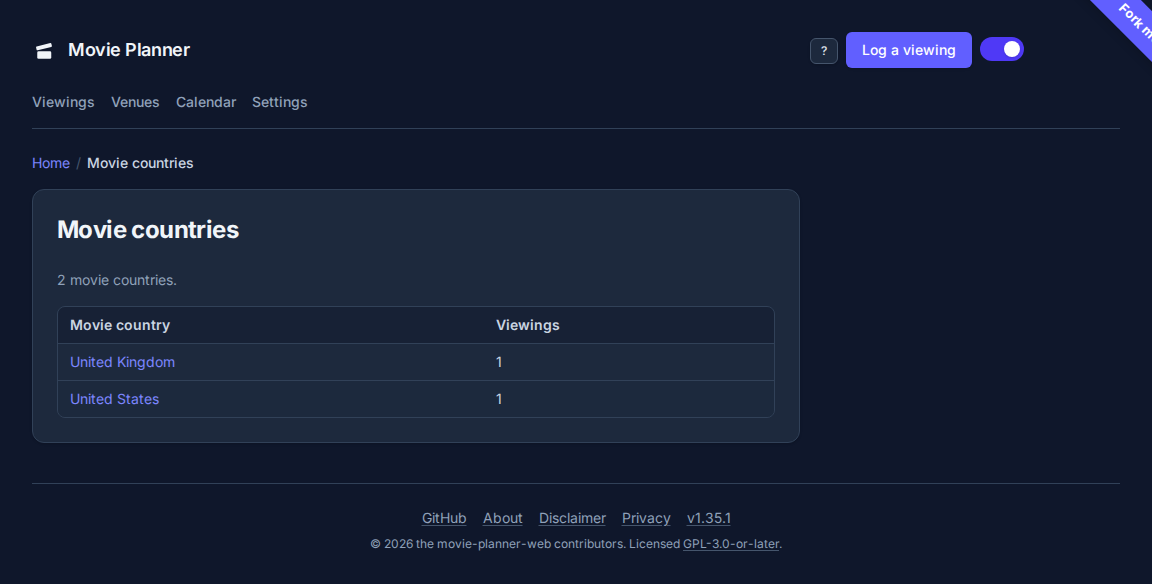 Movie Planner
?
Log a viewing
Fork m
Viewings Venues Calendar Settings
Home / Movie countries
Movie countries
2 movie countries.
Movie country Viewings
United Kingdom 1
United States 1
GitHub About Disclaimer Privacy v1.35.1
© 2026 the movie-planner-web contributors. Licensed GPL-3.0-or-later.